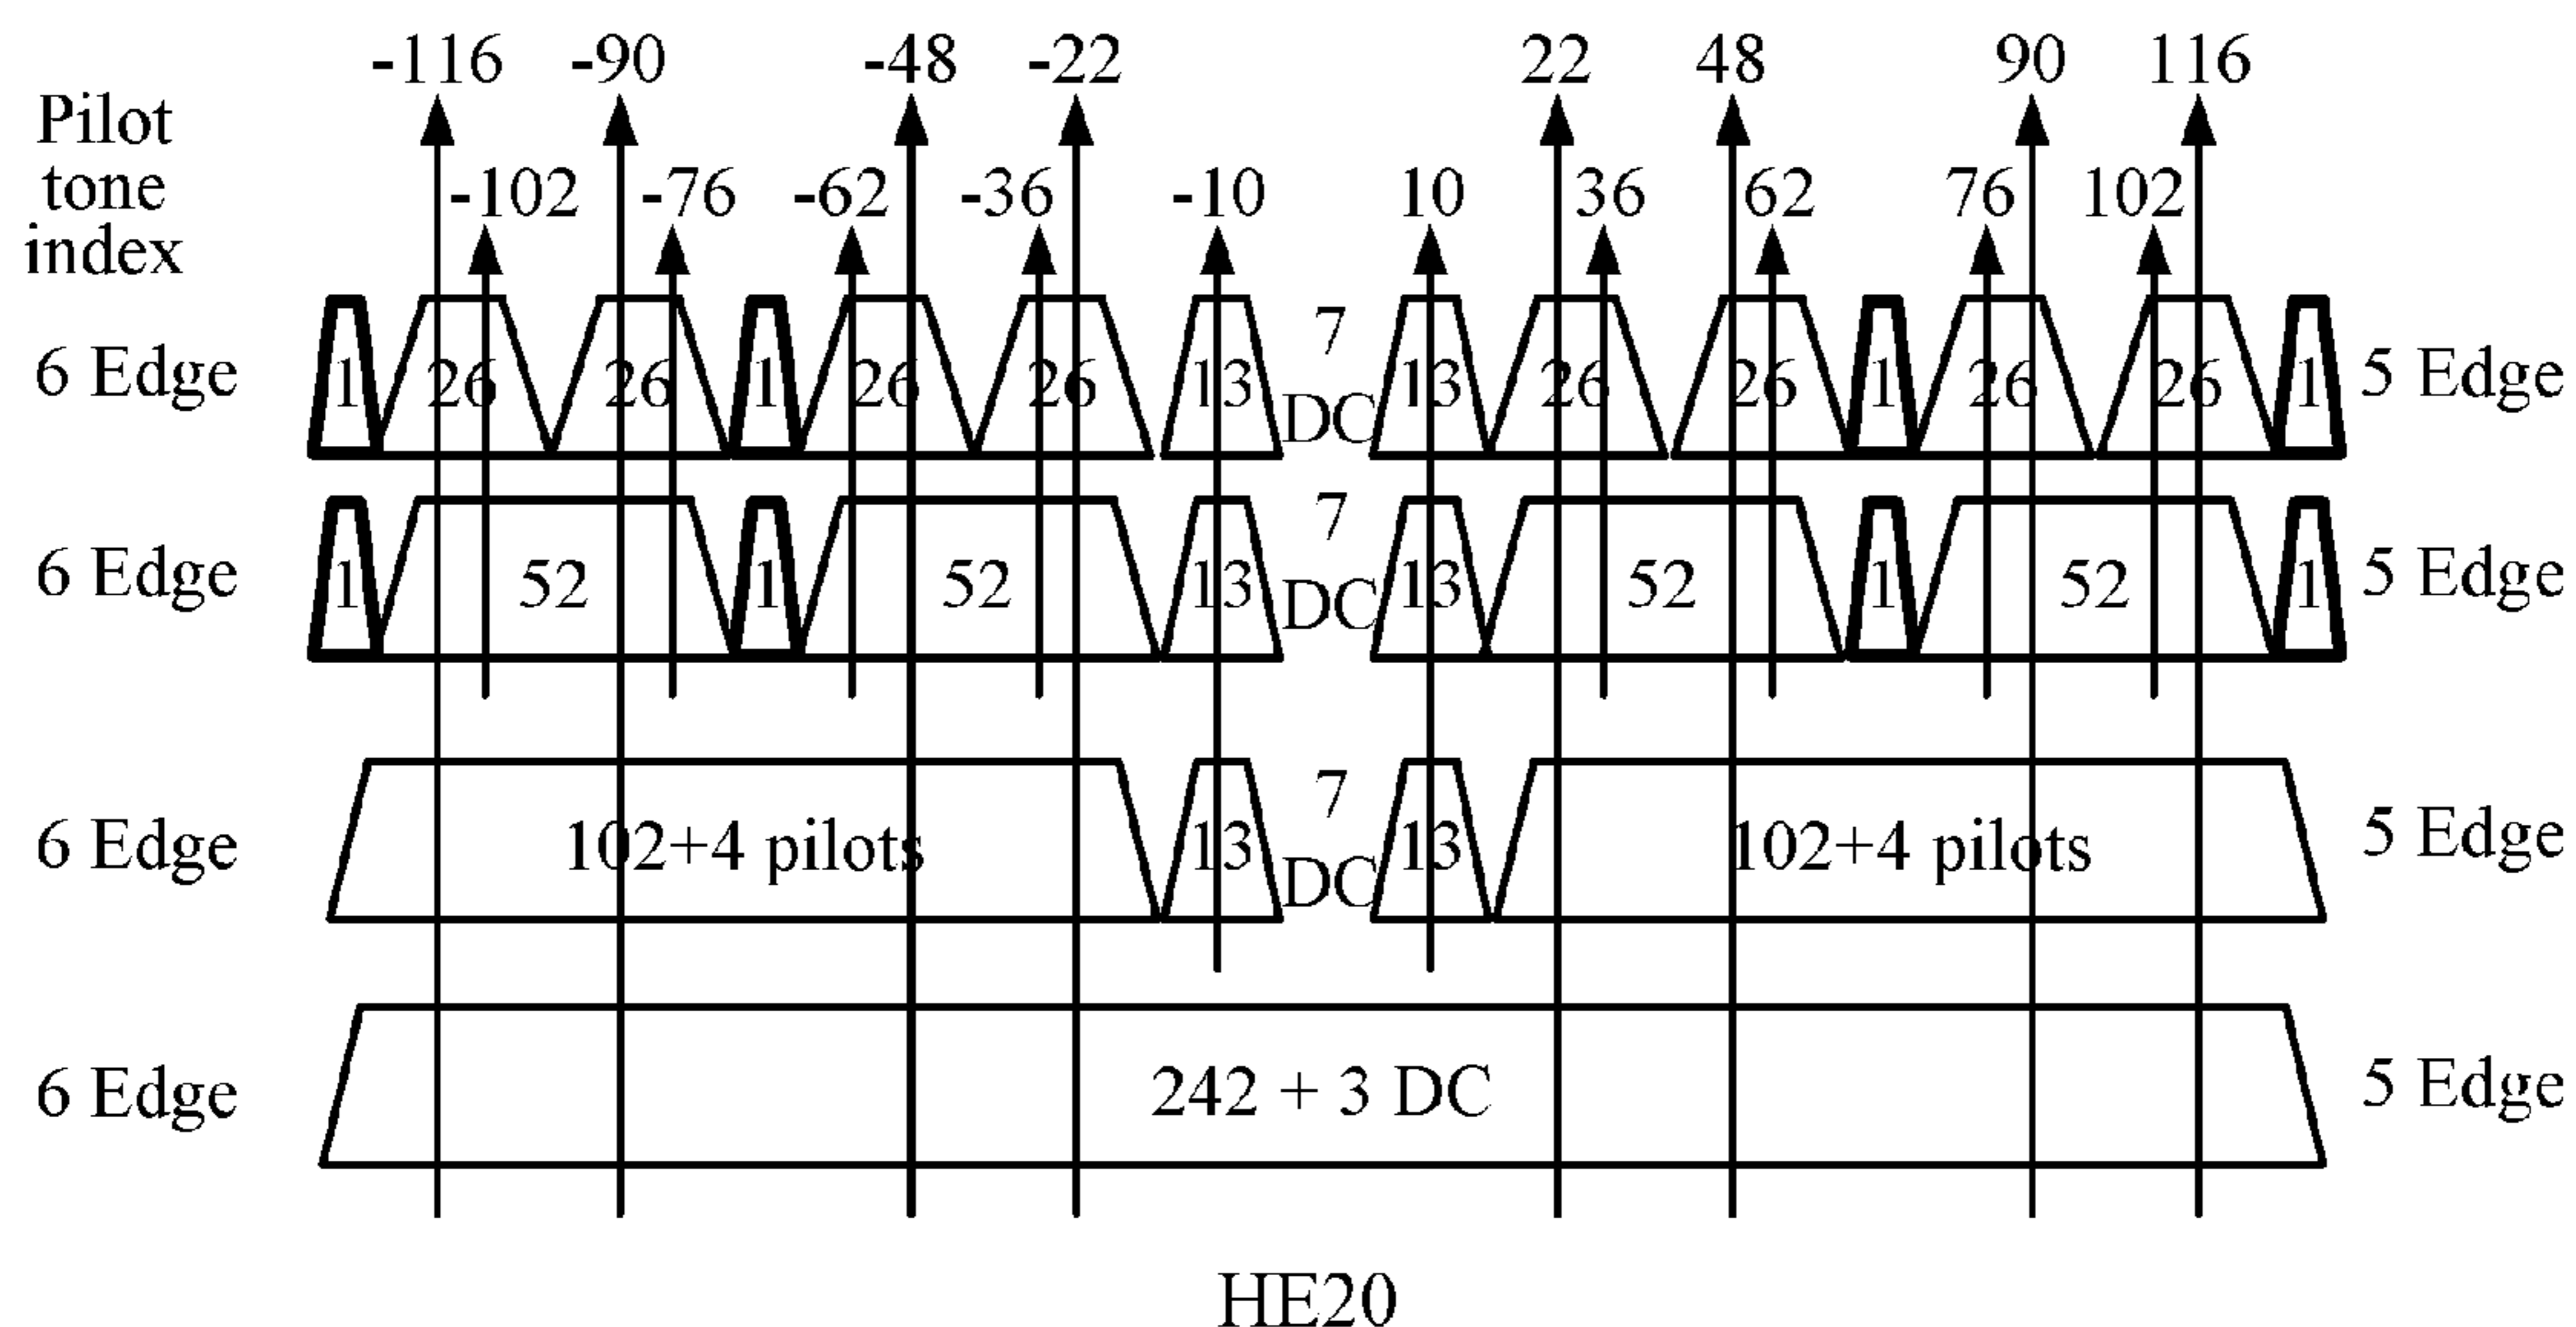 -116 -90 -48 -22 22 48 90 116
Pilot
tone
index
-102 -76 -62 -36 -10 10 36 62 76 102
6 Edge 1 26 26 1 26 26 13 7 DC 13 26 26 1 26 26 1 5 Edge
6 Edge 1 52 1 52 13 7 DC 13 52 1 52 1 5 Edge
6 Edge 102+4 pilots 13 7 DC 13 102+4 pilots 5 Edge
6 Edge 242 + 3 DC 5 Edge
HE20